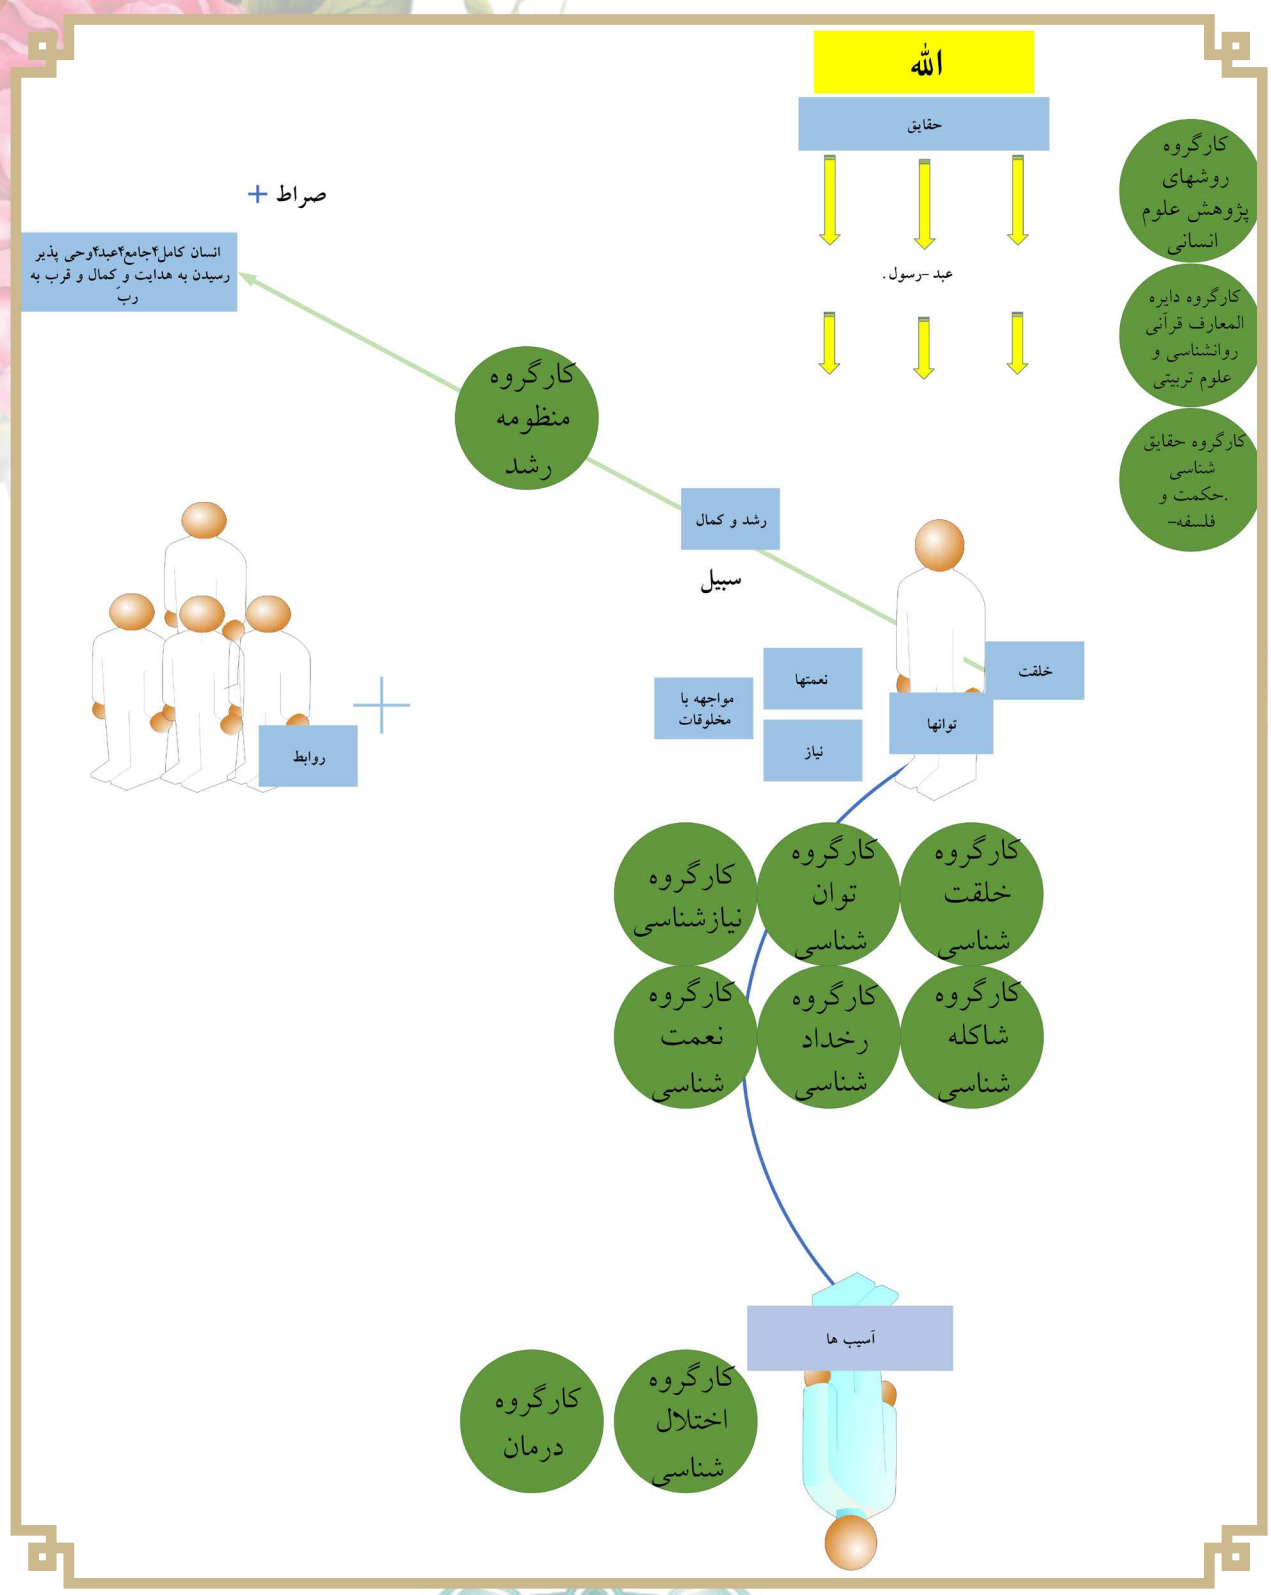 الله
حقایق
کارگروه
روشهای
پژوهش علوم
انسانی
صراط +
انسان کامل۴جامع۴عبد۴وحی پذیر
رسیدن به هدایت و کمال و قرب به
ربّ
عبد –رسول .
کارگروه دایره
المعارف قرآنی
روانشناسی و
علوم تربیتی
کارگروه
منظومه
رشد
کارگروه حقایق
شناسی
.حکمت و
فلسفه–
رشد و کمال
سبیل
خلقت
نعمتها
مواجهه با
مخلوقات
توانها
نیاز
روابط
کارگروه
خلقت
شناسی
کارگروه
توان
شناسی
کارگروه
نیازشناسی
کارگروه
شاکله
شناسی
کارگروه
رخداد
شناسی
کارگروه
نعمت
شناسی
آسیب ها
کارگروه
اختلال
شناسی
کارگروه
درمان